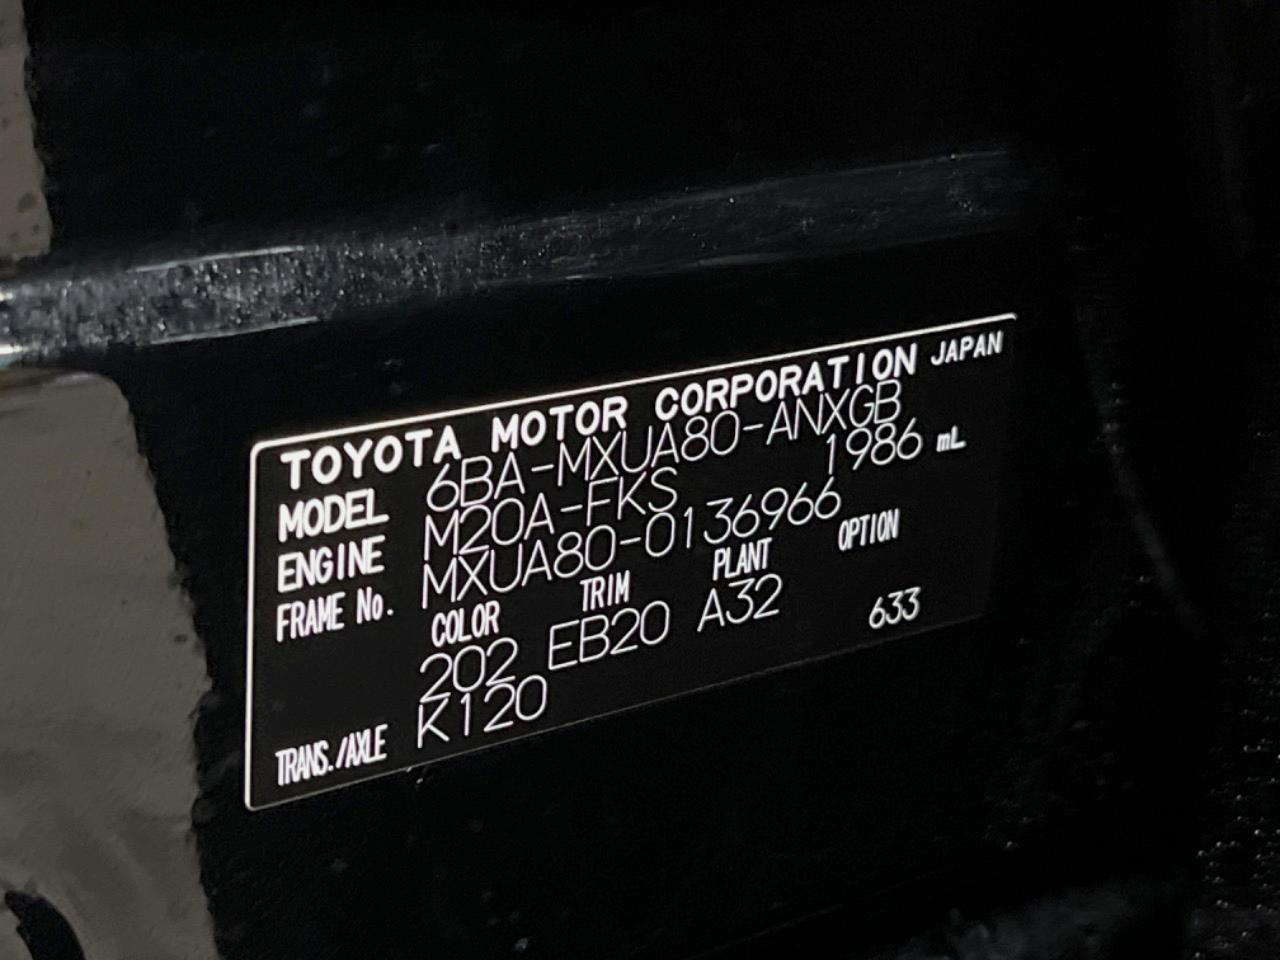 TOYOTA MOTOR CORPORATION JAPAN
MODEL 6BA-MXUA80-ANXGB
ENGINE M20A-FKS 1986 mL
FRAME No. MXUA80-0136966
COLOR TRIM PLANT OPTION
202 EB20 A32 633
TRANS./AXLE K120